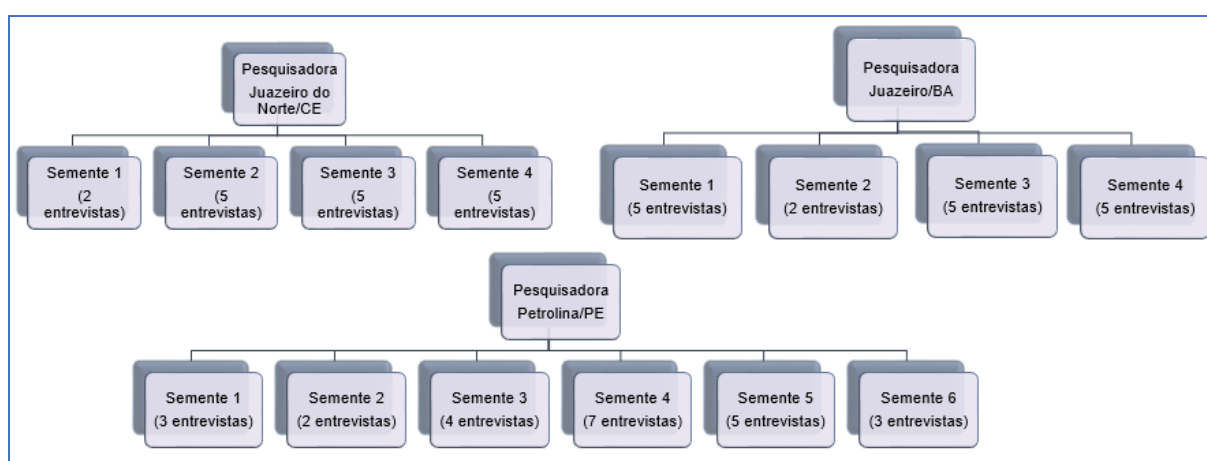 Pesquisadora
Juazeiro do
Norte/CE
Semente 1
(2
entrevistas)
Semente 2
(5
entrevistas)
Semente 3
(5
entrevistas)
Semente 4
(5
entrevistas)
Pesquisadora
Juazeiro/BA
Semente 1
(5 entrevistas)
Semente 2
(2 entrevistas)
Semente 3
(5 entrevistas)
Semente 4
(5 entrevistas)
Pesquisadora
Petrolina/PE
Semente 1
(3 entrevistas)
Semente 2
(2 entrevistas)
Semente 3
(4 entrevistas)
Semente 4
(7 entrevistas)
Semente 5
(5 entrevistas)
Semente 6
(3 entrevistas)